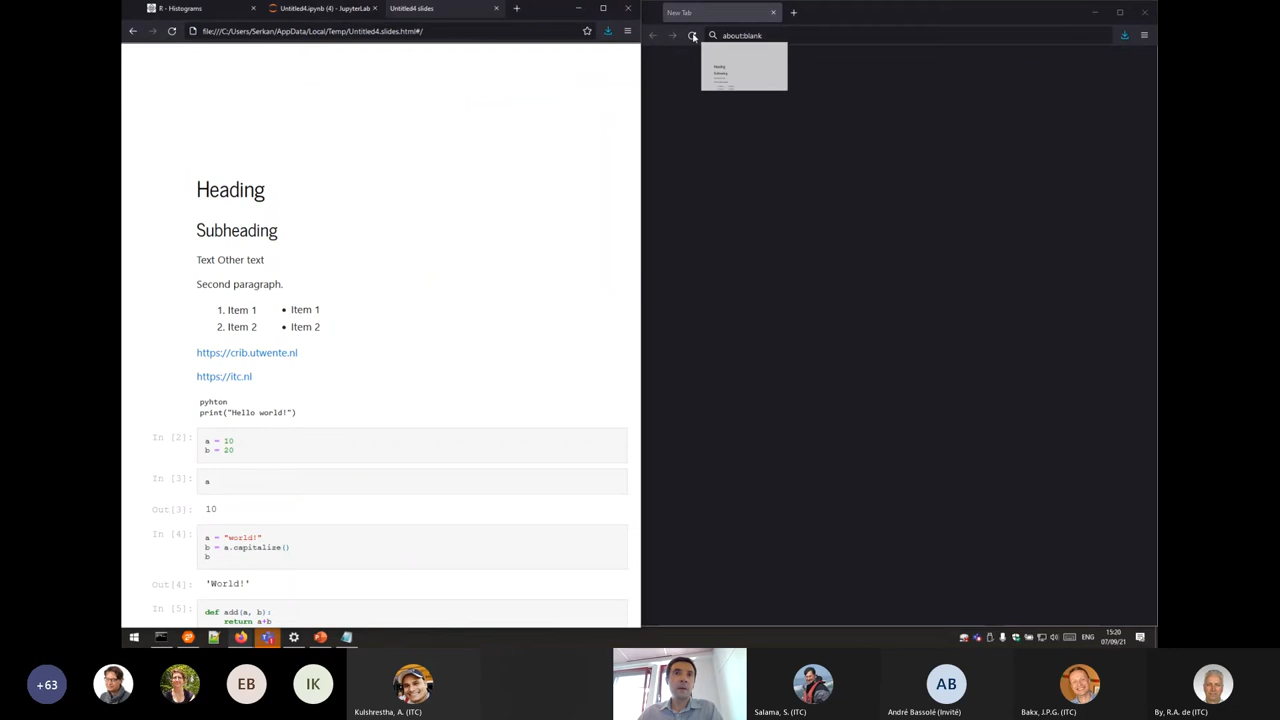 R - Histograms
Untitled4.ipynb (4) - JupyterLab
Untitled4 slides
New Tab
file:///C:/Users/Serkan/AppData/Local/Temp/Untitled4.slides.html#/
about:blank
Heading
Subheading
Heading
Subheading
Text Other text
Second paragraph.
1. Item 1
2. Item 2
• Item 1
• Item 2
https://crib.utwente.nl
https://itc.nl
pyhton
print("Hello world!")
In [2]:
a = 10
b = 20
In [3]:
a
Out[3]:
10
In [4]:
a = "world!"
b = a.capitalize()
b
Out[4]:
'World!'
In [5]:
def add(a, b):
return a+b
ENG
15:20
07/09/21
+63
EB
IK
Kulshrestha, A. (ITC)
Salama, S. (ITC)
AB
André Bassolé (Invité)
Bakx, J.P.G. (ITC)
By, R.A. de (ITC)